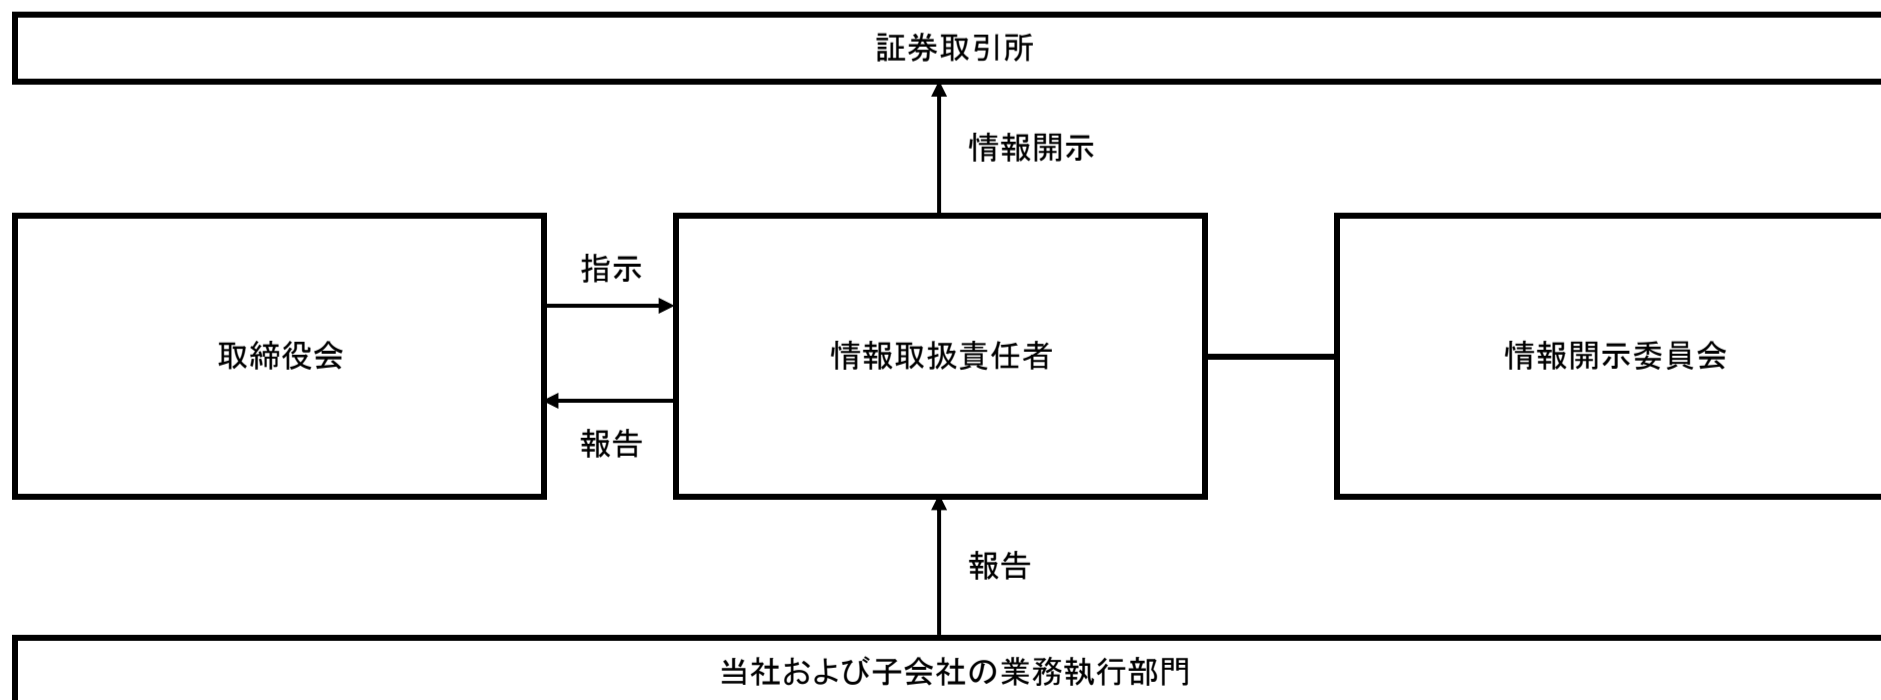 証券取引所
情報開示
指示
取締役会
情報取扱責任者
情報開示委員会
報告
報告
当社および子会社の業務執行部門